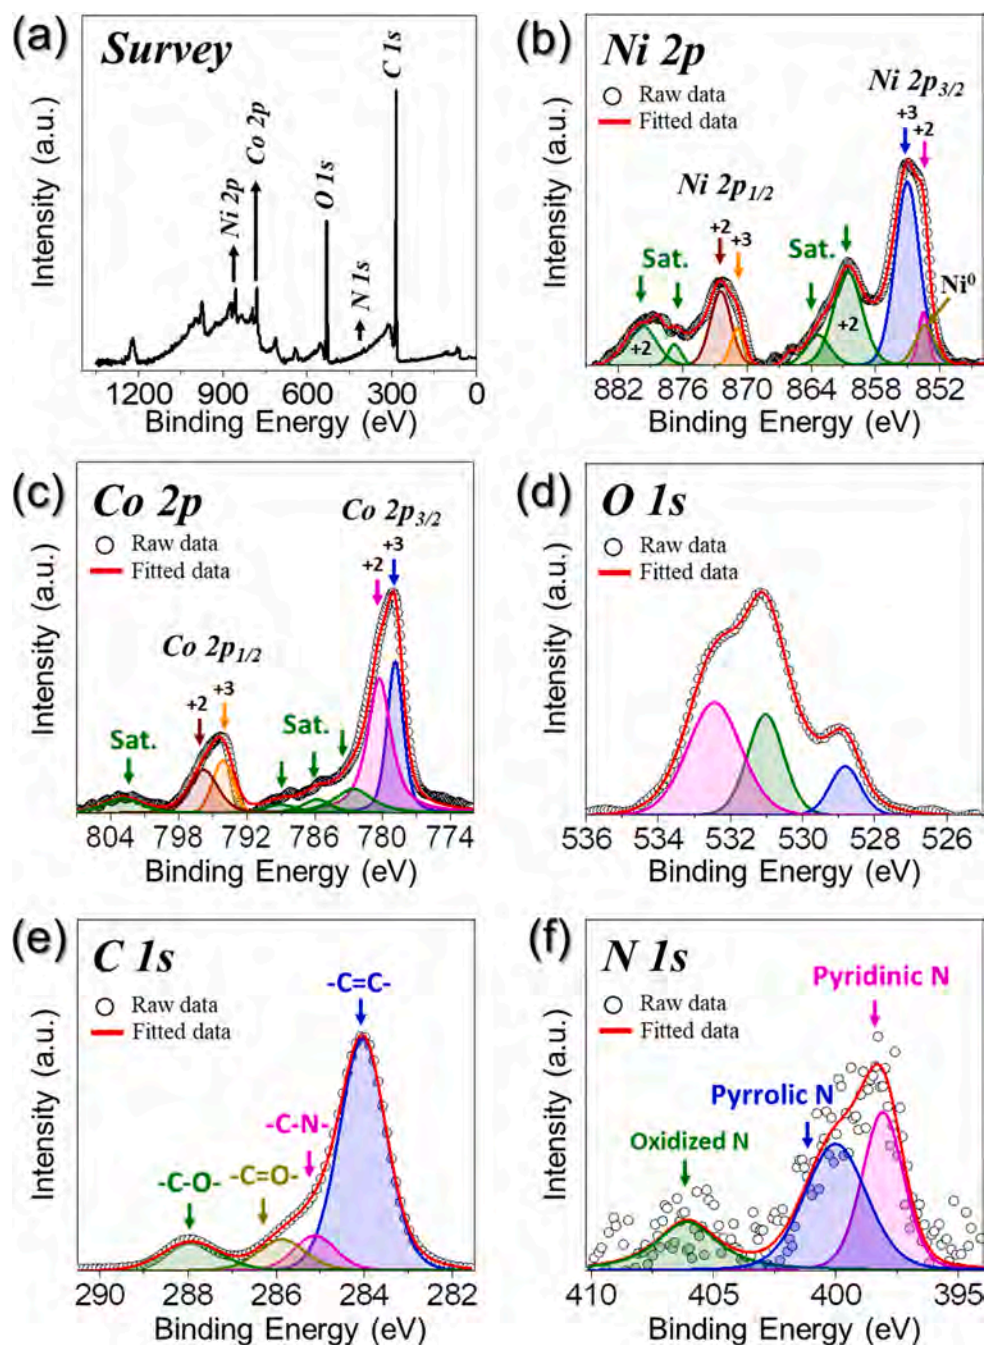 (a)
Survey
Ni 2p
Co 2p
O 1s
N 1s
C 1s
Intensity (a.u.)
1200 900 600 300 0
Binding Energy (eV)
(b)
Ni 2p
Raw data
Fitted data
Ni 2p3/2
+3
+2
Ni 2p1/2
+2
+3
Sat.
Sat.
Ni0
+2
+2
Intensity (a.u.)
882 876 870 864 858 852
Binding Energy (eV)
(c)
Co 2p
Raw data
Fitted data
Co 2p3/2
+3
+2
Co 2p1/2
+2
+3
Sat.
Sat.
Intensity (a.u.)
804 798 792 786 780 774
Binding Energy (eV)
(d)
O 1s
Raw data
Fitted data
Intensity (a.u.)
536 534 532 530 528 526
Binding Energy (eV)
(e)
C 1s
Raw data
Fitted data
-C=C-
-C-N-
-C=O-
-C-O-
Intensity (a.u.)
290 288 286 284 282
Binding Energy (eV)
(f)
N 1s
Raw data
Fitted data
Pyridinic N
Pyrrolic N
Oxidized N
Intensity (a.u.)
410 405 400 395
Binding Energy (eV)